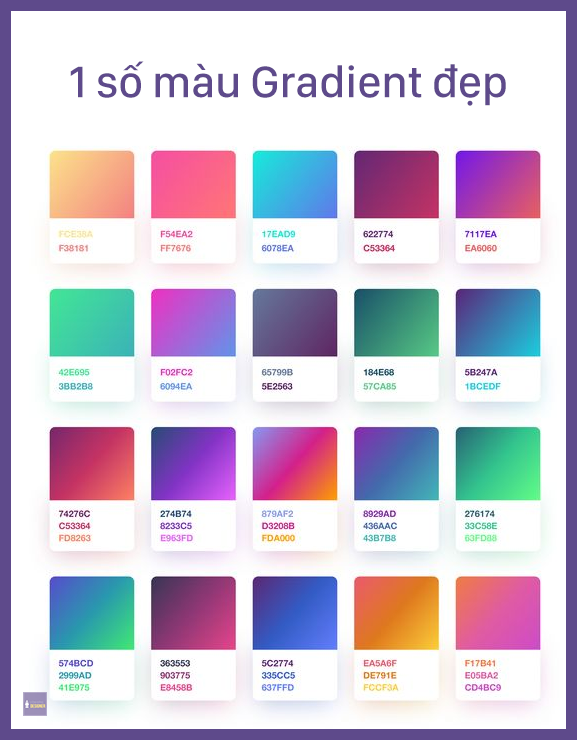 1 số màu Gradient đẹp
FCE38A
F38181
F54EA2
FF7676
17EAD9
6078EA
622774
C53364
7117EA
EA6060
42E695
3BB2B8
F02FC2
6094EA
65799B
5E2563
184E68
57CA85
5B247A
1BCEDF
74276C
C53364
FD8263
274B74
8233C5
E963FD
879AF2
D3208B
FDA000
8929AD
436AAC
43B7B8
276174
33C58E
63FD88
574BCD
2999AD
41E975
363553
903775
E8458B
5C2774
335CC5
637FFD
EA5A6F
DE791E
FCCF3A
F17B41
E05BA2
CD4BC9
DESIGNER